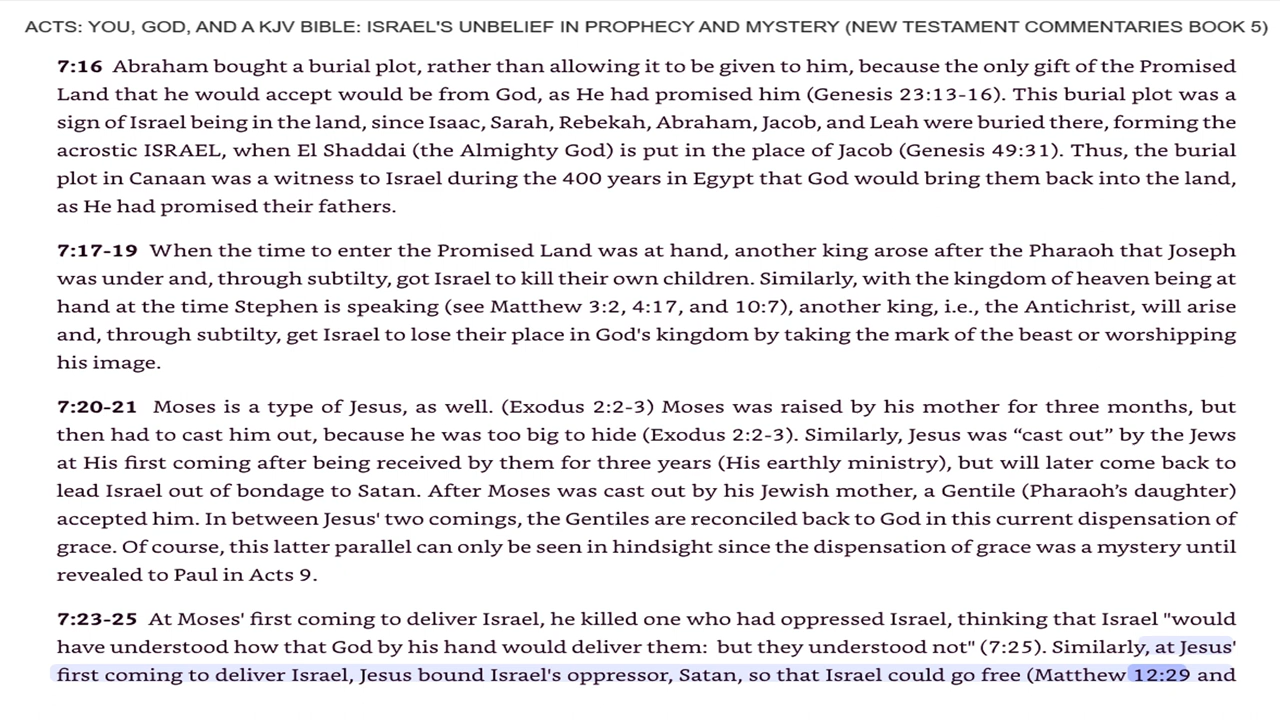 ACTS: YOU, GOD, AND A KJV BIBLE: ISRAEL'S UNBELIEF IN PROPHECY AND MYSTERY (NEW TESTAMENT COMMENTARIES BOOK 5)
7:16 Abraham bought a burial plot, rather than allowing it to be given to him, because the only gift of the Promised
Land that he would accept would be from God, as He had promised him (Genesis 23:13-16). This burial plot was a
sign of Israel being in the land, since Isaac, Sarah, Rebekah, Abraham, Jacob, and Leah were buried there, forming the
acrostic ISRAEL, when El Shaddai (the Almighty God) is put in the place of Jacob (Genesis 49:31). Thus, the burial
plot in Canaan was a witness to Israel during the 400 years in Egypt that God would bring them back into the land,
as He had promised their fathers.
7:17-19 When the time to enter the Promised Land was at hand, another king arose after the Pharaoh that Joseph
was under and, through subtilty, got Israel to kill their own children. Similarly, with the kingdom of heaven being at
hand at the time Stephen is speaking (see Matthew 3:2, 4:17, and 10:7), another king, i.e., the Antichrist, will arise
and, through subtilty, get Israel to lose their place in God's kingdom by taking the mark of the beast or worshipping
his image.
7:20-21 Moses is a type of Jesus, as well. (Exodus 2:2-3) Moses was raised by his mother for three months, but
then had to cast him out, because he was too big to hide (Exodus 2:2-3). Similarly, Jesus was “cast out” by the Jews
at His first coming after being received by them for three years (His earthly ministry), but will later come back to
lead Israel out of bondage to Satan. After Moses was cast out by his Jewish mother, a Gentile (Pharaoh’s daughter)
accepted him. In between Jesus' two comings, the Gentiles are reconciled back to God in this current dispensation of
grace. Of course, this latter parallel can only be seen in hindsight since the dispensation of grace was a mystery until
revealed to Paul in Acts 9.
7:23-25 At Moses' first coming to deliver Israel, he killed one who had oppressed Israel, thinking that Israel "would
have understood how that God by his hand would deliver them: but they understood not" (7:25). Similarly, at Jesus'
first coming to deliver Israel, Jesus bound Israel's oppressor, Satan, so that Israel could go free (Matthew 12:29 and